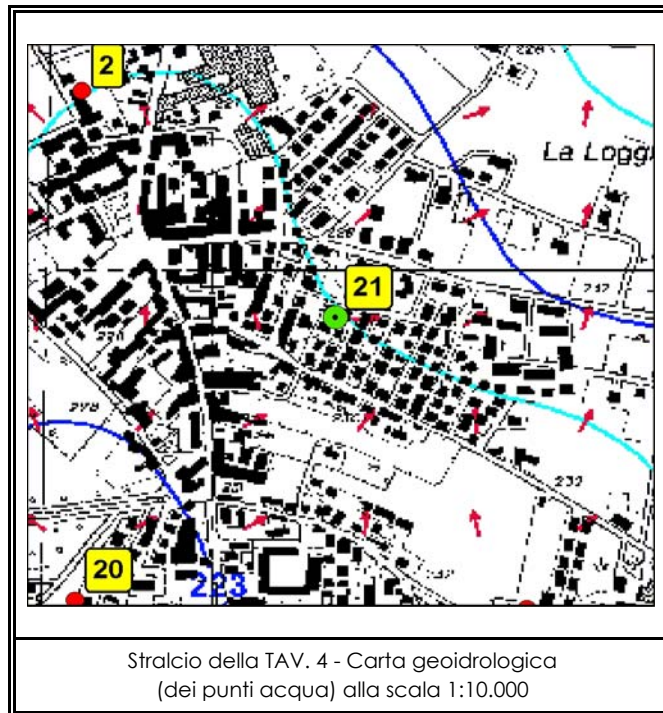 2
La Logg
21
20
223
232
Stralcio della TAV. 4 - Carta geoidrologica
(dei punti acqua) alla scala 1:10.000